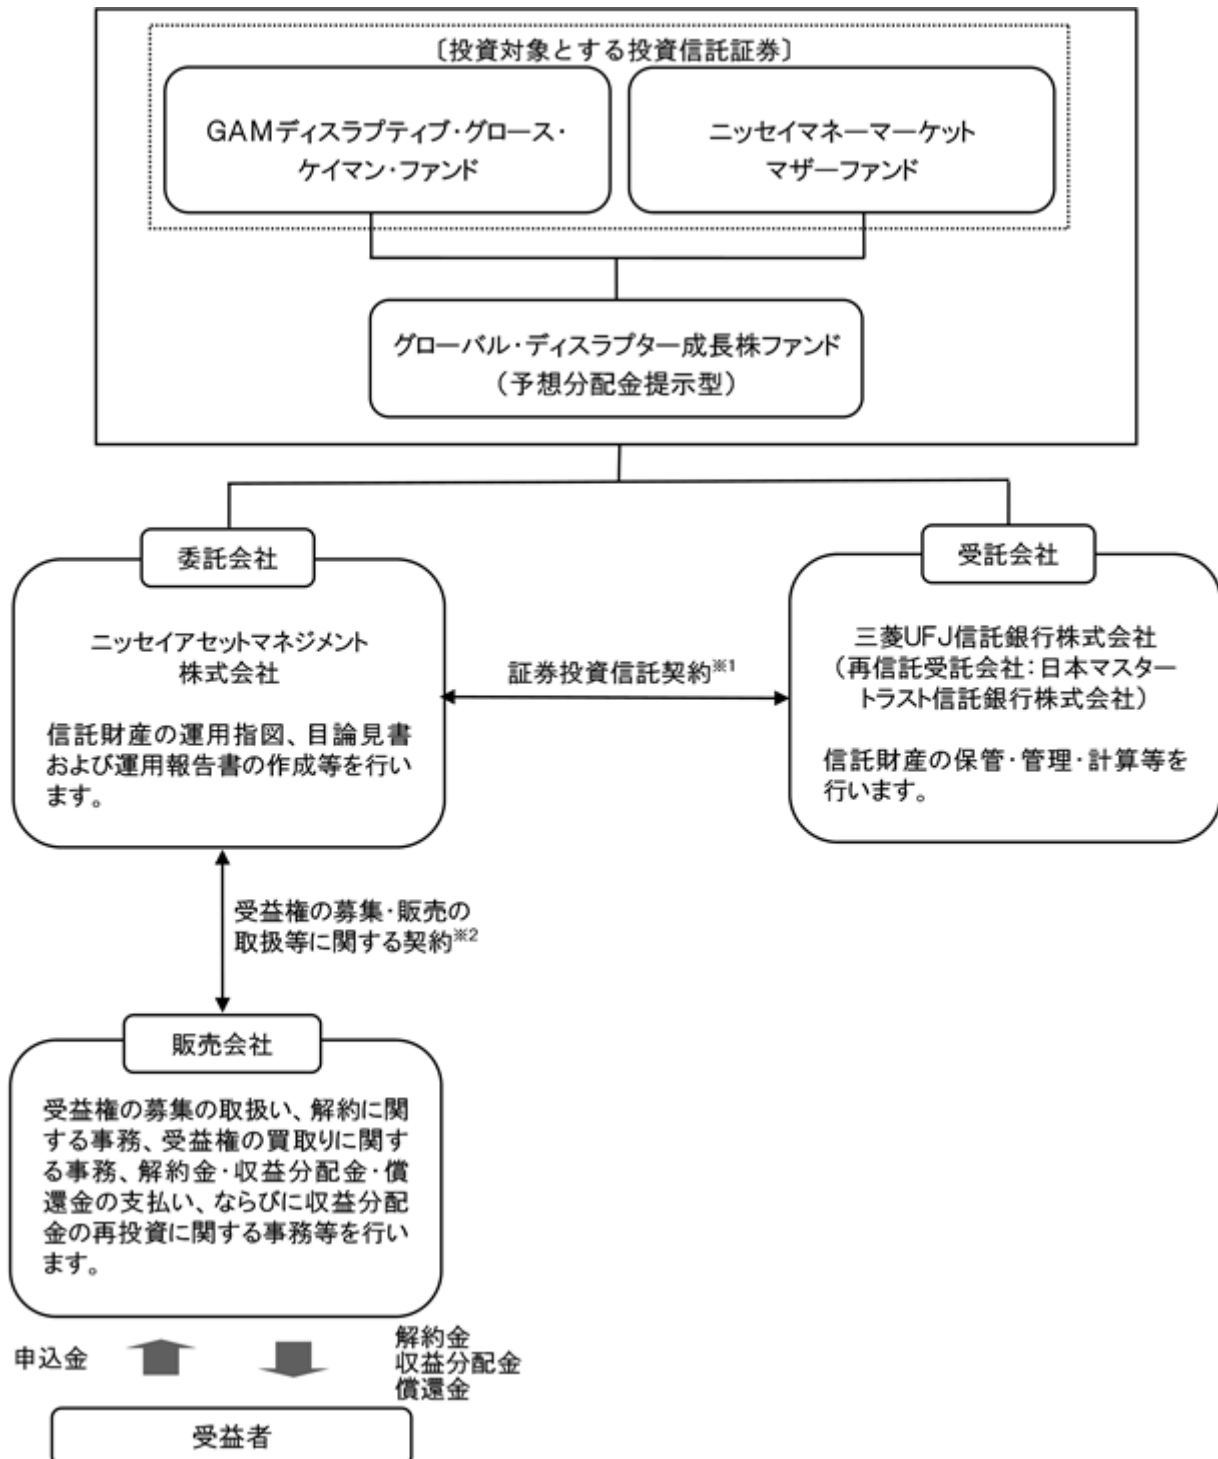 〔投資対象とする投資信託証券〕
GAMディスラプティブ・グロース・
ケイマン・ファンド
ニッセイマネーマーケット
マザーファンド
グローバル・ディスラプター成長株ファンド
（予想分配金提示型）
委託会社
ニッセイアセットマネジメント
株式会社
信託財産の運用指図、目論見書
および運用報告書の作成等を行い
ます。
証券投資信託契約※1
受託会社
三菱UFJ信託銀行株式会社
（再信託受託会社：日本マスター
トラスト信託銀行株式会社）
信託財産の保管・管理・計算等を
行います。
受益権の募集・販売の
取扱等に関する契約※2
販売会社
受益権の募集の取扱い、解約に関
する事務、受益権の買取りに関す
る事務、解約金・収益分配金・償
還金の支払い、ならびに収益分配
金の再投資に関する事務等を行い
ます。
申込金
解約金
収益分配金
償還金
受益者